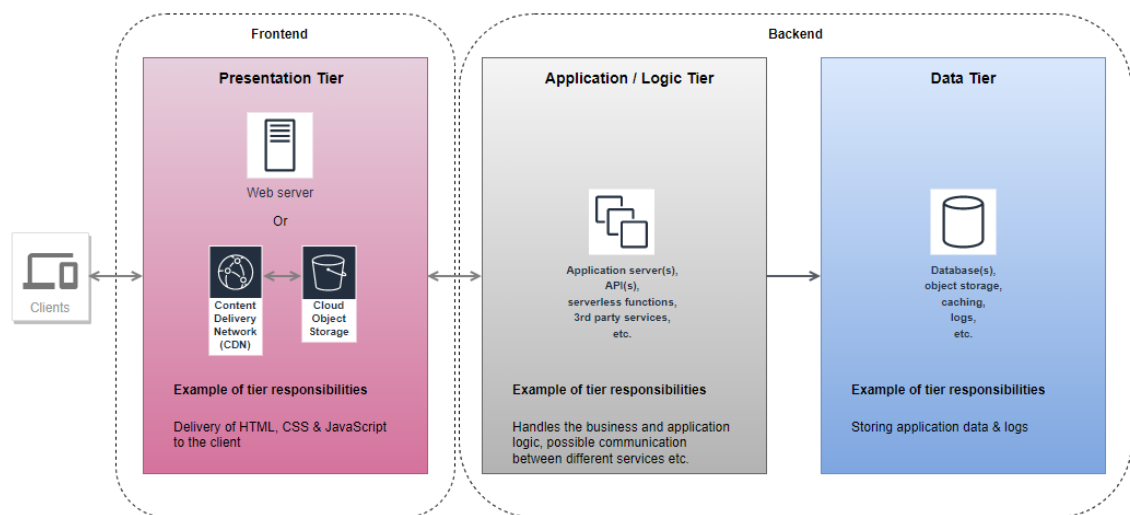 Frontend
Backend
Presentation Tier
Web server
Or
Content
Delivery
Network
(CDN)
Cloud
Object
Storage
Example of tier responsibilities
Delivery of HTML, CSS & JavaScript
to the client
Clients
Application / Logic Tier
Application server(s),
API(s),
serverless functions,
3rd party services,
etc.
Example of tier responsibilities
Handles the business and application
logic, possible communication
between different services etc.
Data Tier
Database(s),
object storage,
caching,
logs,
etc.
Example of tier responsibilities
Storing application data & logs